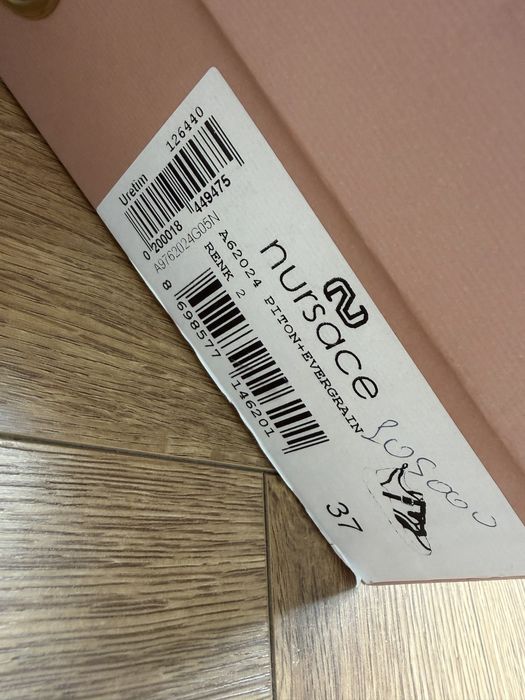 Uretim 126440
0 200018 449475
A9762024G05N
nursace
A62024 PITON+EVERGRAIN
RENK 2
8 698577 146201
37